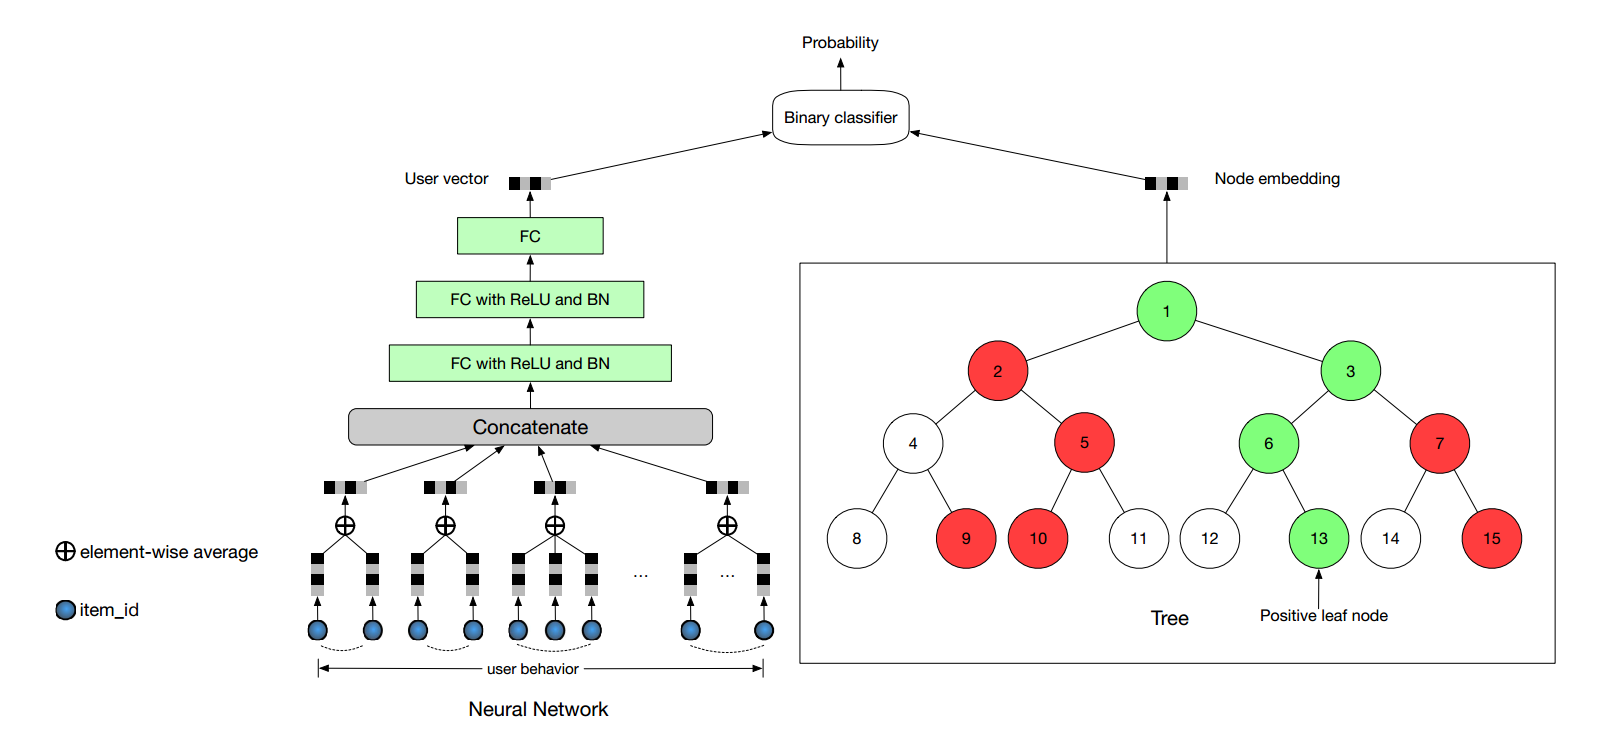 Probability
Binary classifier
User vector
Node embedding
FC
FC with ReLU and BN
FC with ReLU and BN
Concatenate
element-wise average
item_id
...
...
user behavior
Neural Network
1
2
3
4
5
6
7
8
9
10
11
12
13
14
15
Positive leaf node
Tree